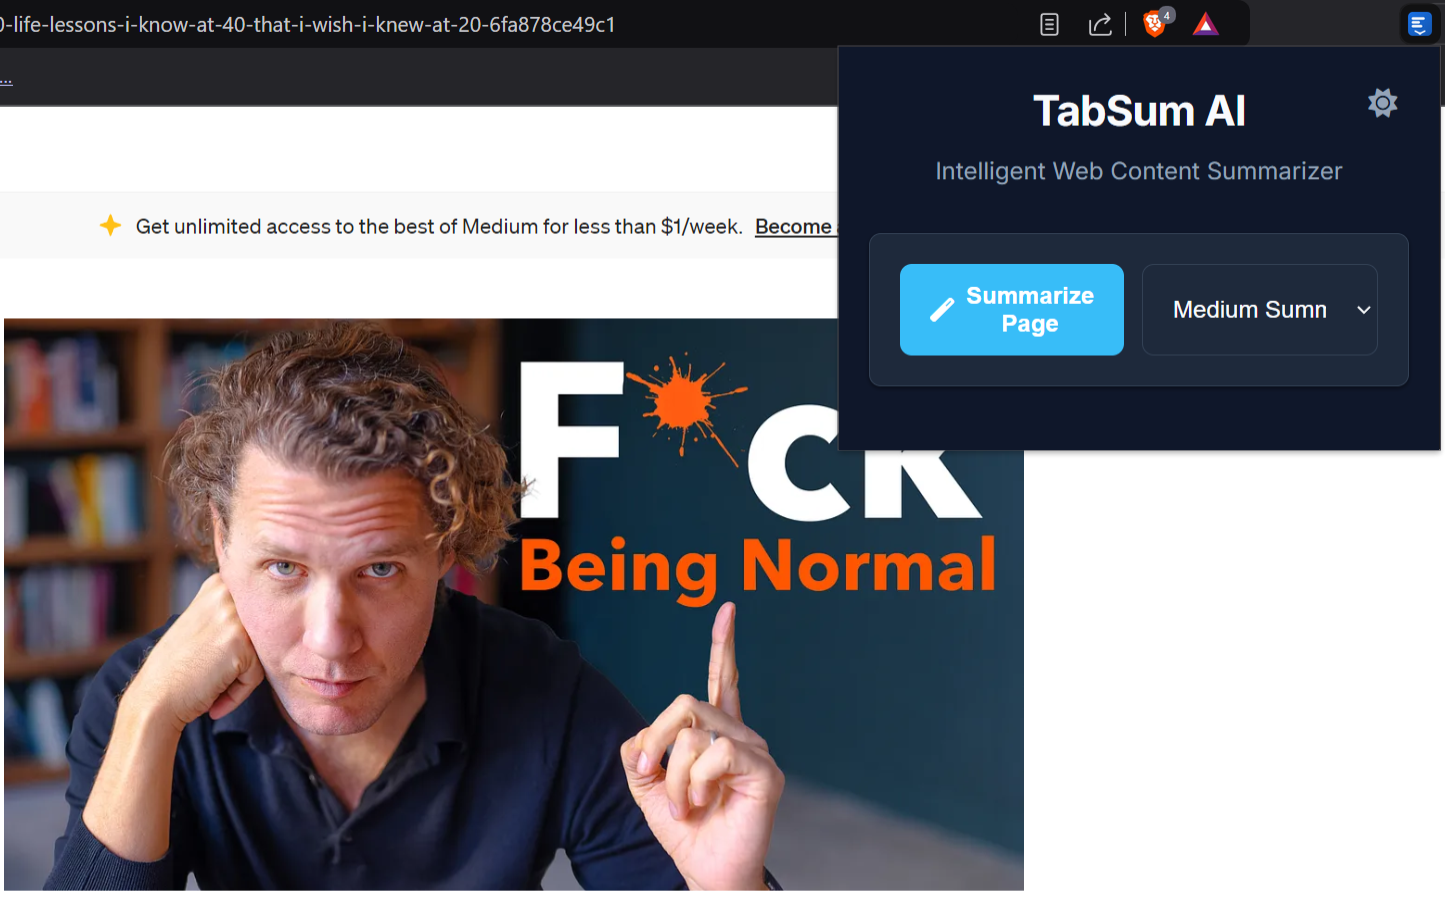 0-life-lessons-i-know-at-40-that-i-wish-i-knew-at-20-6fa878ce49c1
4
...
TabSum AI
Intelligent Web Content Summarizer
Get unlimited access to the best of Medium for less than $1/week. Become
Summarize
Page
Medium Sumn
F*ck
Being Normal